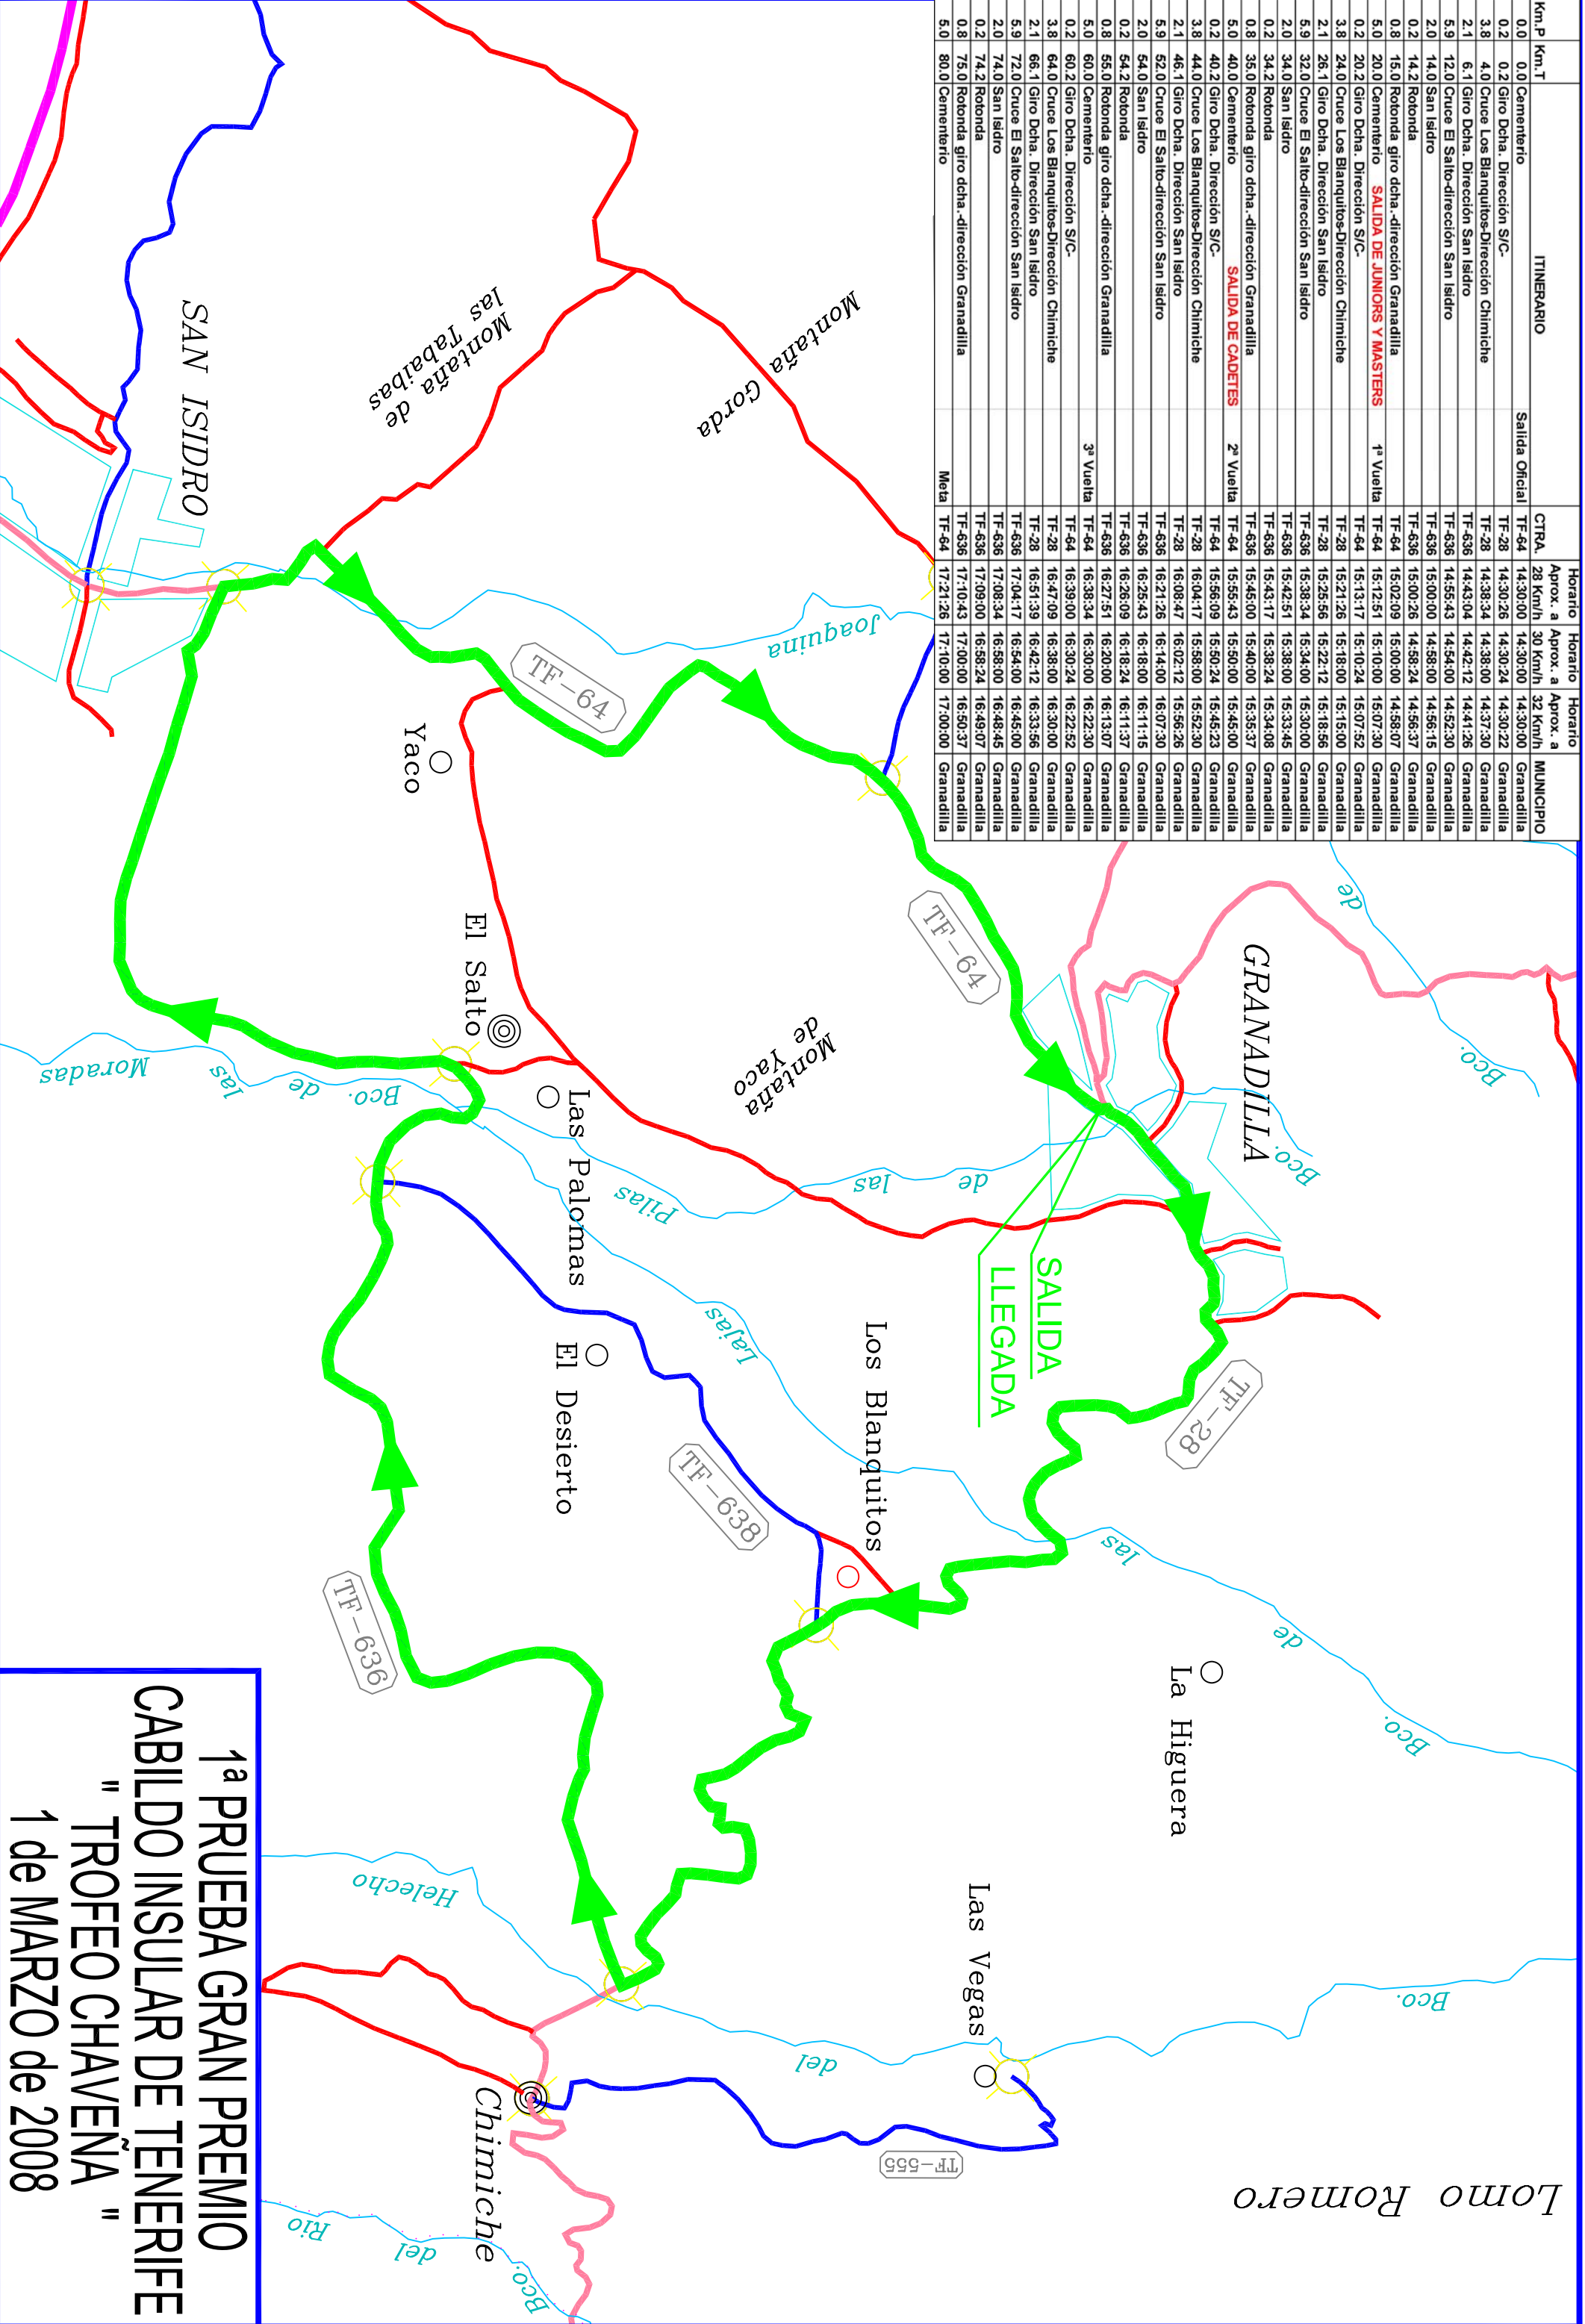 Km.P Km.T ITINERARIO CTRA. Horario Aprox. a 28 Km/h Horario Aprox. a 30 Km/h Horario Aprox. a 32 Km/h MUNICIPIO
0.0 0.0 Cementerio Salida Oficial TF-64 14:30:00 14:30:00 14:30:00 Granadilla
0.2 0.2 Giro Dcha. Dirección S/C- TF-28 14:30:26 14:30:24 14:30:22 Granadilla
3.8 4.0 Cruce Los Blanquitos-Dirección Chimiche TF-28 14:38:34 14:38:00 14:37:30 Granadilla
2.1 6.1 Giro Dcha. Dirección San Isidro TF-636 14:43:04 14:42:12 14:41:26 Granadilla
5.9 12.0 Cruce El Salto-dirección San Isidro TF-636 14:55:43 14:54:00 14:52:30 Granadilla
2.0 14.0 San Isidro TF-636 15:00:00 14:58:00 14:56:15 Granadilla
0.2 14.2 Rotonda TF-636 15:00:26 14:58:24 14:56:37 Granadilla
0.8 15.0 Rotonda giro dcha.-dirección Granadilla TF-636 15:02:09 15:00:00 14:58:07 Granadilla
5.0 20.0 Cementerio SALIDA DE JUNIORS Y MASTERS 1ª Vuelta TF-64 15:12:51 15:10:00 15:07:30 Granadilla
0.2 20.2 Giro Dcha. Dirección S/C- TF-64 15:13:17 15:10:24 15:07:52 Granadilla
3.8 24.0 Cruce Los Blanquitos-Dirección Chimiche TF-28 15:21:26 15:18:00 15:15:00 Granadilla
2.1 26.1 Giro Dcha. Dirección San Isidro TF-28 15:25:56 15:22:12 15:18:56 Granadilla
5.9 32.0 Cruce El Salto-dirección San Isidro TF-636 15:38:34 15:34:00 15:30:00 Granadilla
2.0 34.0 San Isidro TF-636 15:42:51 15:38:00 15:33:45 Granadilla
0.2 34.2 Rotonda TF-636 15:43:17 15:38:24 15:34:08 Granadilla
0.8 35.0 Rotonda giro dcha.-dirección Granadilla TF-636 15:45:00 15:40:00 15:35:37 Granadilla
5.0 40.0 Cementerio SALIDA DE CADETES 2ª Vuelta TF-64 15:55:43 15:50:00 15:45:00 Granadilla
0.2 40.2 Giro Dcha. Dirección S/C- TF-64 15:56:09 15:50:24 15:45:23 Granadilla
3.8 44.0 Cruce Los Blanquitos-Dirección Chimiche TF-28 16:04:17 15:58:00 15:52:30 Granadilla
2.1 46.1 Giro Dcha. Dirección San Isidro TF-28 16:08:47 16:02:12 15:56:26 Granadilla
5.9 52.0 Cruce El Salto-dirección San Isidro TF-636 16:21:26 16:14:00 16:07:30 Granadilla
2.0 54.0 San Isidro TF-636 16:25:43 16:18:00 16:11:15 Granadilla
0.2 54.2 Rotonda TF-636 16:26:09 16:18:24 16:11:37 Granadilla
0.8 55.0 Rotonda giro dcha.-dirección Granadilla TF-636 16:27:51 16:20:00 16:13:07 Granadilla
5.0 60.0 Cementerio 3ª Vuelta TF-64 16:38:34 16:30:00 16:22:30 Granadilla
0.2 60.2 Giro Dcha. Dirección S/C- TF-64 16:39:00 16:30:24 16:22:52 Granadilla
3.8 64.0 Cruce Los Blanquitos-Dirección Chimiche TF-28 16:47:09 16:38:00 16:30:00 Granadilla
2.1 66.1 Giro Dcha. Dirección San Isidro TF-28 16:51:39 16:42:12 16:33:56 Granadilla
5.9 72.0 Cruce El Salto-dirección San Isidro TF-636 17:04:17 16:54:00 16:45:00 Granadilla
2.0 74.0 San Isidro TF-636 17:08:34 16:58:00 16:48:45 Granadilla
0.2 74.2 Rotonda TF-636 17:09:00 16:58:24 16:49:07 Granadilla
0.8 75.0 Rotonda giro dcha.-dirección Granadilla TF-636 17:10:43 17:00:00 16:50:37 Granadilla
5.0 80.0 Cementerio Meta TF-64 17:21:26 17:10:00 17:00:00 Granadilla
Lomo Romero
de
Bco.
Bco.
de
las
Lajas
Bco.
del
Helecho
GRANADILLA
Bco.
de
las
Pilas
La Higuera
TF-28
SALIDA
LLEGADA
Las Vegas
TF-555
TF-64
Los Blanquitos
Montaña
Gorda
Joaquina
Montaña
de Yaco
TF-638
TF-64
Las Palomas
El Desierto
Montaña de
las Tabaibas
Yaco
El Salto
Chimiche
TF-636
Bco.
de
las
Moradas
Bco.
del
Rio
SAN ISIDRO
1ª PRUEBA GRAN PREMIO
CABILDO INSULAR DE TENERIFE
" TROFEO CHAVEÑA "
1 de MARZO de 2008